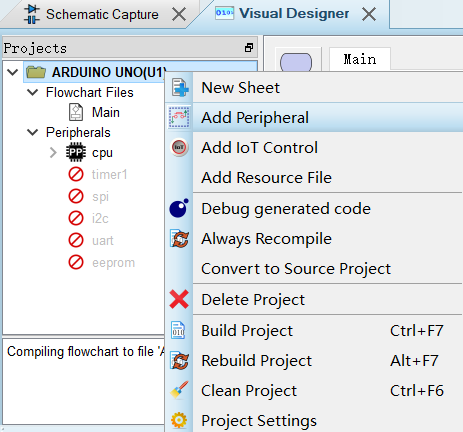 Schematic Capture
Visual Designer
Projects
Main
ARDUINO UNO(U1)
Flowchart Files
Main
Peripherals
cpu
timer1
spi
i2c
uart
eeprom
New Sheet
Add Peripheral
Add IoT Control
Add Resource File
Debug generated code
Always Recompile
Convert to Source Project
Delete Project
Build Project Ctrl+F7
Rebuild Project Alt+F7
Clean Project Ctrl+F6
Project Settings
Compiling flowchart to file '